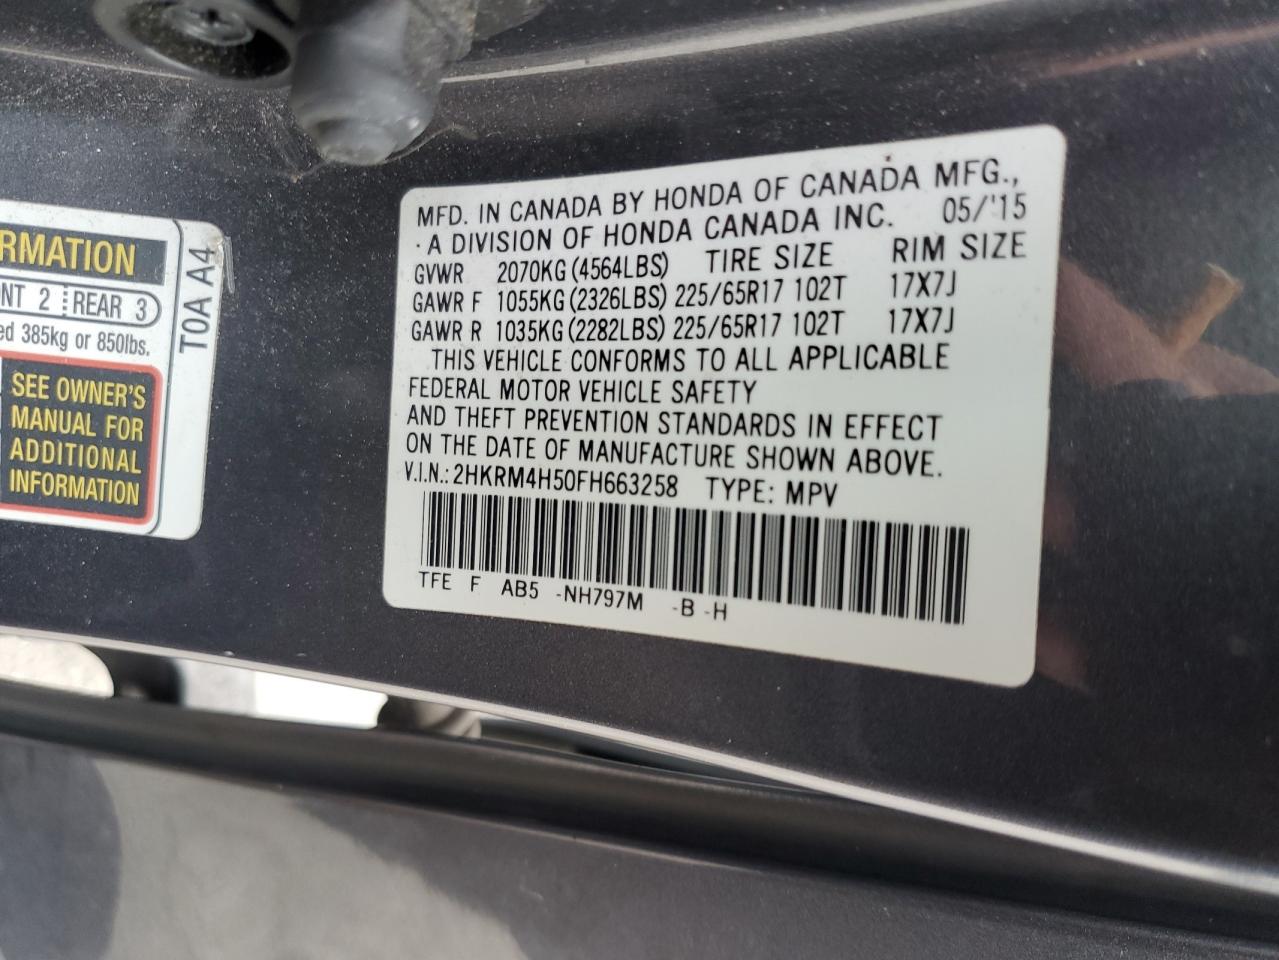 RMATION
NT 2 REAR 3
ed 385kg or 850lbs.
SEE OWNER'S
MANUAL FOR
ADDITIONAL
INFORMATION
T0A A4
MFD. IN CANADA BY HONDA OF CANADA MFG.,
A DIVISION OF HONDA CANADA INC. 05/'15
GVWR 2070KG (4564LBS) TIRE SIZE RIM SIZE
GAWR F 1055KG (2326LBS) 225/65R17 102T 17X7J
GAWR R 1035KG (2282LBS) 225/65R17 102T 17X7J
THIS VEHICLE CONFORMS TO ALL APPLICABLE
FEDERAL MOTOR VEHICLE SAFETY
AND THEFT PREVENTION STANDARDS IN EFFECT
ON THE DATE OF MANUFACTURE SHOWN ABOVE.
V.I.N.: 2HKRM4H50FH663258 TYPE: MPV
TFE F AB5 -NH797M -B -H